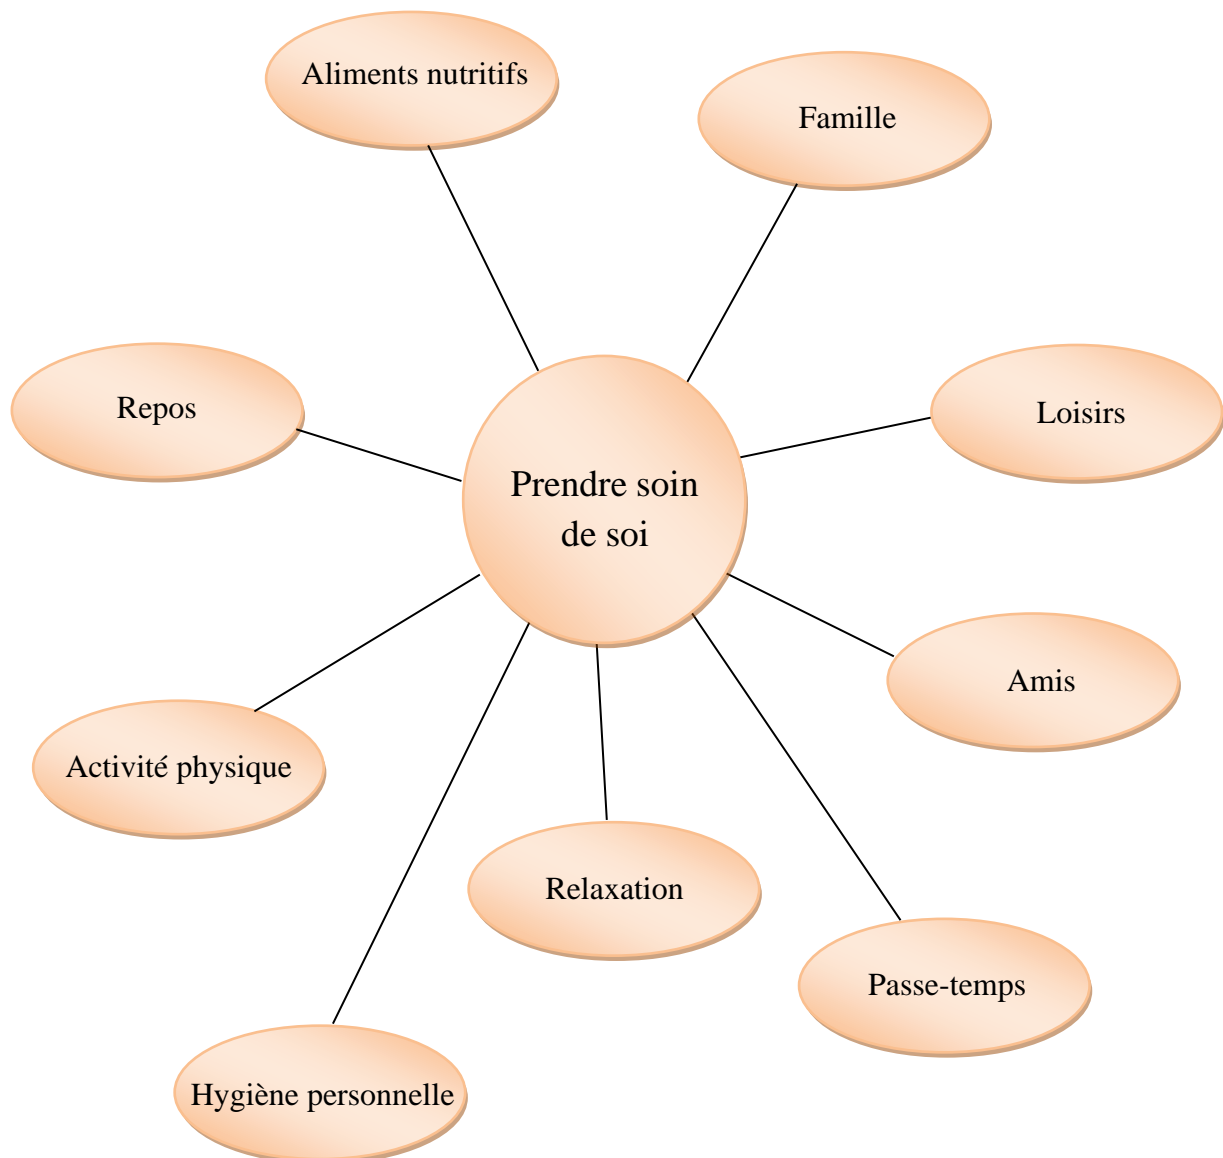 Aliments nutritifs
Famille
Repos
Loisirs
Prendre soin
de soi
Amis
Activité physique
Relaxation
Passe-temps
Hygiène personnelle